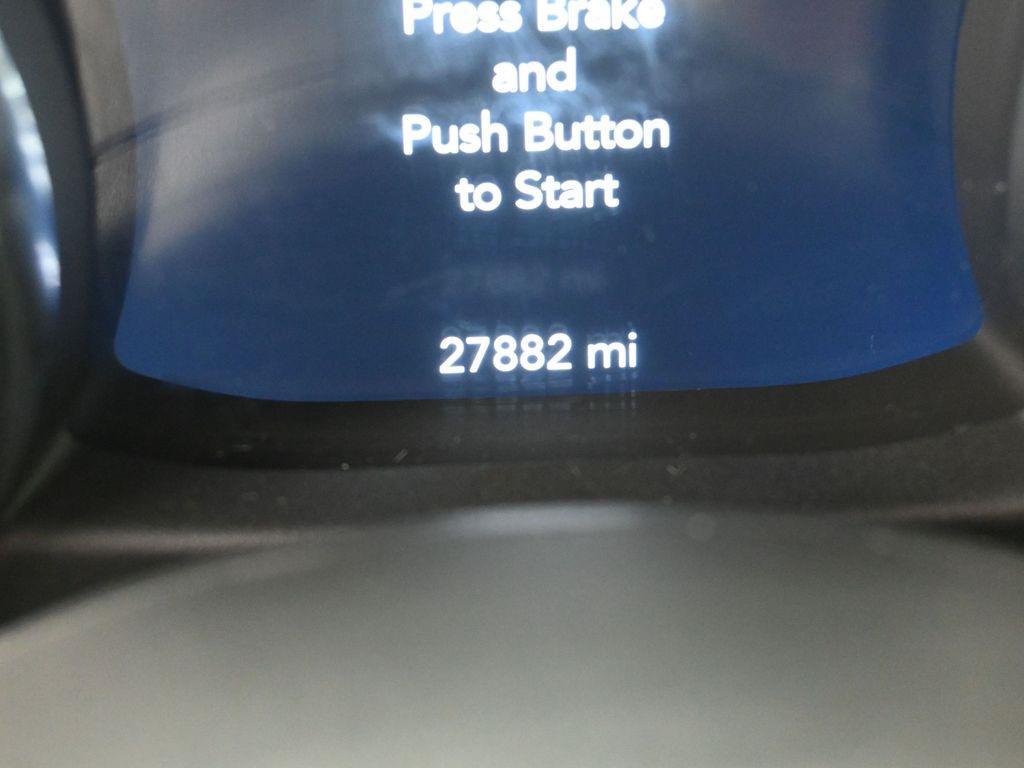 Press Brake
and
Push Button
to Start
27882 mi